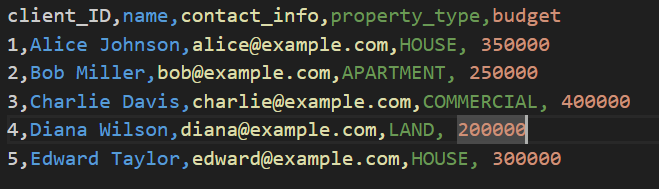 client_ID,name,contact_info,property_type,budget
1,Alice Johnson,alice@example.com,HOUSE, 350000
2,Bob Miller,bob@example.com,APARTMENT, 250000
3,Charlie Davis,charlie@example.com,COMMERCIAL, 400000
4,Diana Wilson,diana@example.com,LAND, 200000
5,Edward Taylor,edward@example.com,HOUSE, 300000